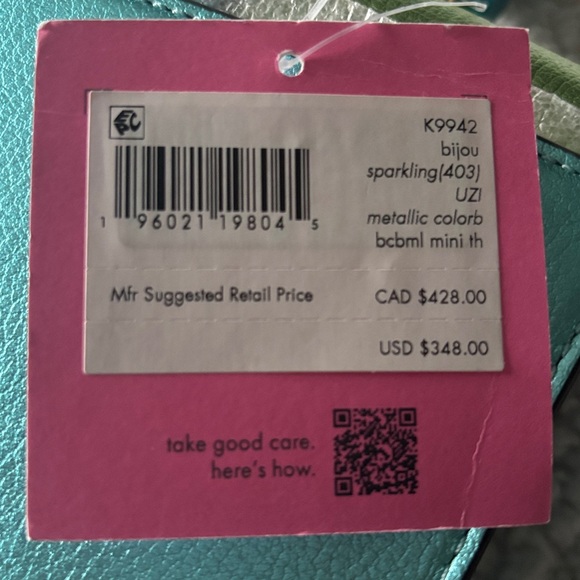 K9942
bijou
sparkling(403)
UZI
metallic colorb
bcbml mini th
1 96021 19804 5
Mfr Suggested Retail Price CAD $428.00
USD $348.00
take good care.
here's how.